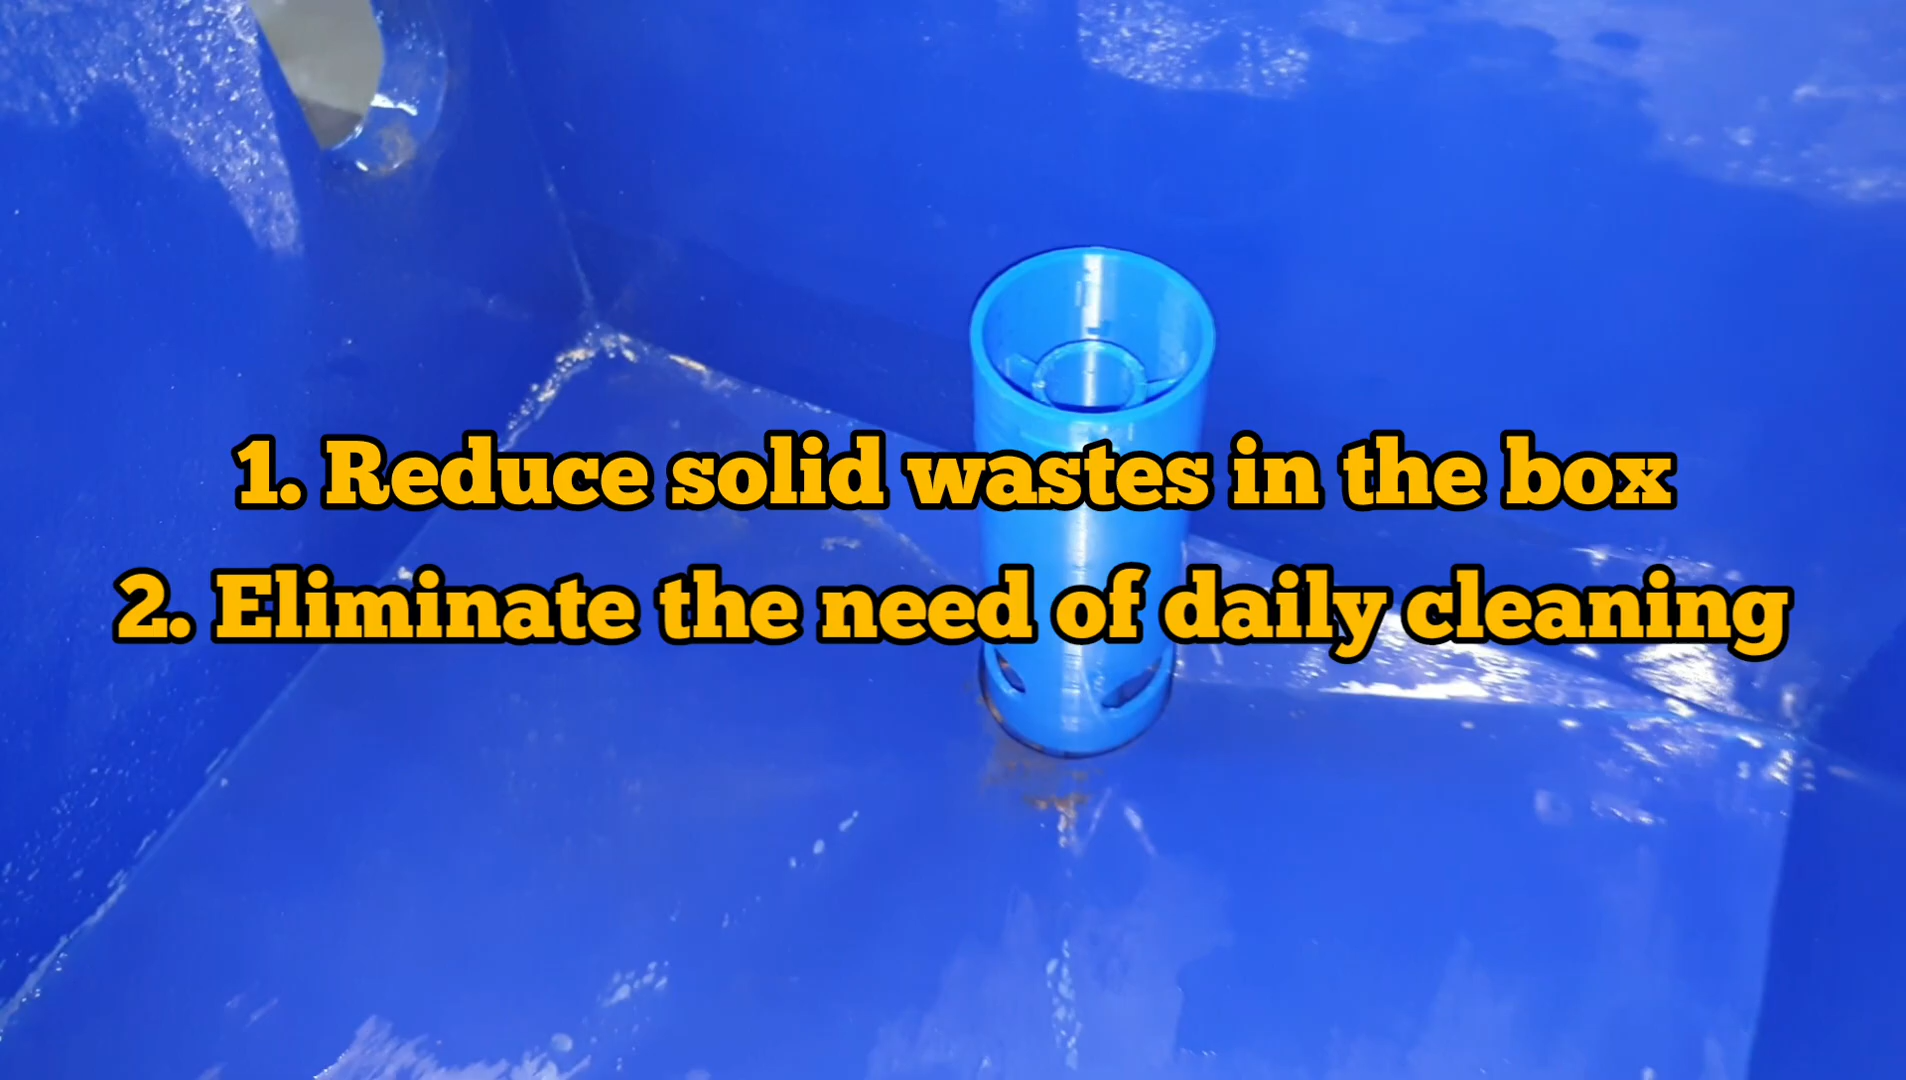 1. Reduce solid wastes in the box
2. Eliminate the need of daily cleaning